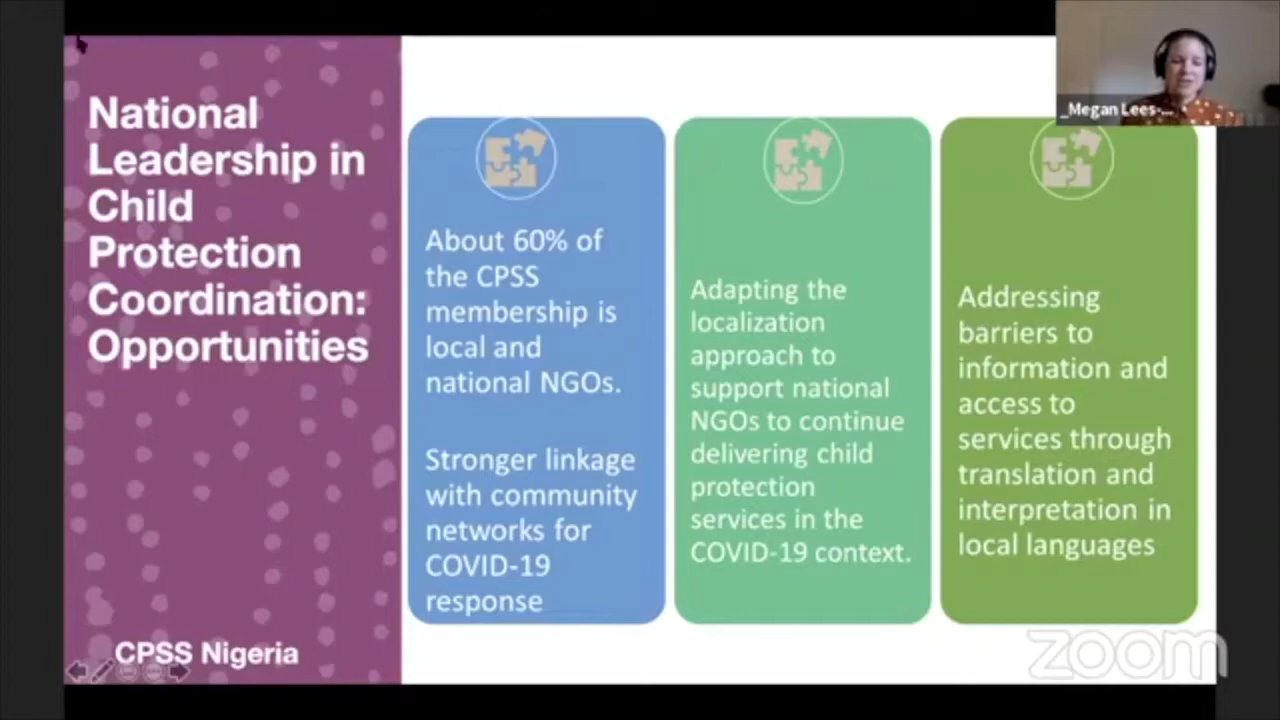 National
Leadership in
Child
Protection
Coordination:
Opportunities
CPSS Nigeria
About 60% of
the CPSS
membership is
local and
national NGOs.
Stronger linkage
with community
networks for
COVID-19
response
Adapting the
localization
approach to
support national
NGOs to continue
delivering child
protection
services in the
COVID-19 context.
Addressing
barriers to
information and
access to
services through
translation and
interpretation in
local languages
_Megan Lees-...
zoom